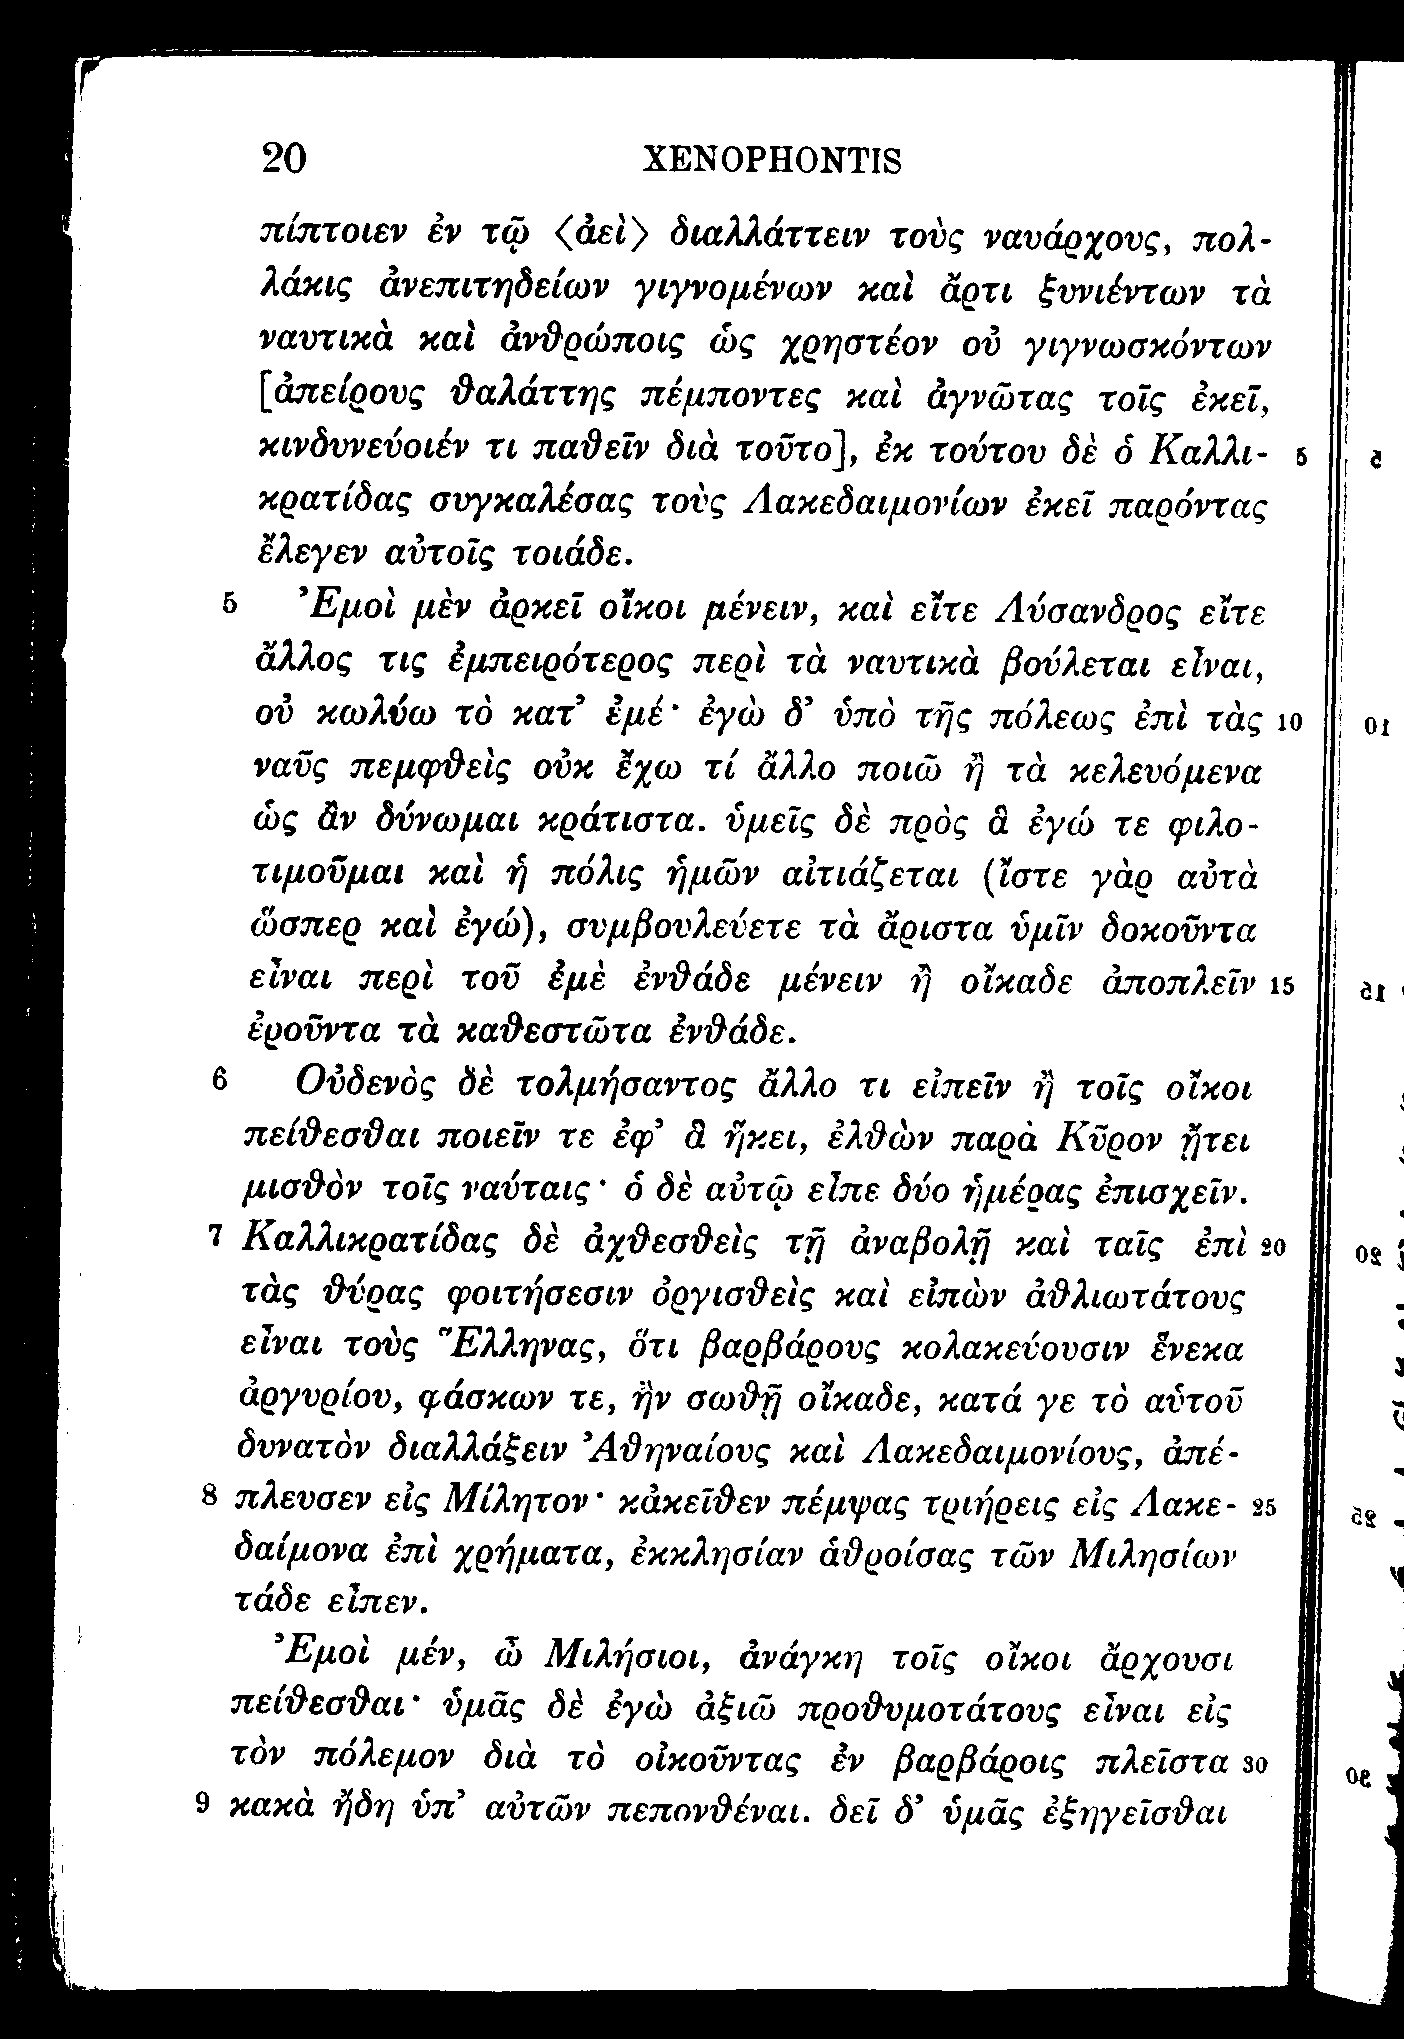 20 XENOPHONTIS
πίπτοιεν ἐν τῷ ⟨ἀεὶ⟩ διαλλάττειν τοὺς ναυάρχους, πολ-
λάκις ἀνεπιτηδείων γιγνομένων καὶ ἄρτι ξυνιέντων τὰ
ναυτικὰ καὶ ἀνθρώποις ὡς χρηστέον οὐ γιγνωσκόντων
[ἀπείρους θαλάττης πέμποντες καὶ ἀγνῶτας τοῖς ἐκεῖ,
κινδυνεύοιέν τι παθεῖν διὰ τοῦτο], ἐκ τούτου δὲ ὁ Καλλι- 5
κρατίδας συγκαλέσας τοὺς Λακεδαιμονίων ἐκεῖ παρόντας
ἔλεγεν αὐτοῖς τοιάδε.
5 Ἐμοὶ μὲν ἀρκεῖ οἴκοι μένειν, καὶ εἴτε Λύσανδρος εἴτε
ἄλλος τις ἐμπειρότερος περὶ τὰ ναυτικὰ βούλεται εἶναι,
οὐ κωλύω τὸ κατ’ ἐμέ· ἐγὼ δ’ ὑπὸ τῆς πόλεως ἐπὶ τὰς 10
ναῦς πεμφθεὶς οὐκ ἔχω τί ἄλλο ποιῶ ἢ τὰ κελευόμενα
ὡς ἂν δύνωμαι κράτιστα. ὑμεῖς δὲ πρὸς ἃ ἐγώ τε φιλο-
τιμοῦμαι καὶ ἡ πόλις ἡμῶν αἰτιάζεται (ἴστε γὰρ αὐτὰ
ὥσπερ καὶ ἐγώ), συμβουλεύετε τὰ ἄριστα ὑμῖν δοκοῦντα
εἶναι περὶ τοῦ ἐμὲ ἐνθάδε μένειν ἢ οἴκαδε ἀποπλεῖν 15
ἐροῦντα τὰ καθεστῶτα ἐνθάδε.
6 Οὐδενὸς δὲ τολμήσαντος ἄλλο τι εἰπεῖν ἢ τοῖς οἴκοι
πείθεσθαι ποιεῖν τε ἐφ’ ἃ ἥκει, ἐλθὼν παρὰ Κῦρον ᾔτει
μισθὸν τοῖς ναύταις· ὁ δὲ αὐτῷ εἶπε δύο ἡμέρας ἐπισχεῖν.
7 Καλλικρατίδας δὲ ἀχθεσθεὶς τῇ ἀναβολῇ καὶ ταῖς ἐπὶ 20
τὰς θύρας φοιτήσεσιν ὀργισθεὶς καὶ εἰπὼν ἀθλιωτάτους
εἶναι τοὺς Ἕλληνας, ὅτι βαρβάρους κολακεύουσιν ἕνεκα
ἀργυρίου, φάσκων τε, ἢν σωθῇ οἴκαδε, κατά γε τὸ αὑτοῦ
δυνατὸν διαλλάξειν Ἀθηναίους καὶ Λακεδαιμονίους, ἀπέ-
8 πλευσεν εἰς Μίλητον· κἀκεῖθεν πέμψας τριήρεις εἰς Λακε- 25
δαίμονα ἐπὶ χρήματα, ἐκκλησίαν ἁθροίσας τῶν Μιλησίων
τάδε εἶπεν.
Ἐμοὶ μέν, ὦ Μιλήσιοι, ἀνάγκη τοῖς οἴκοι ἄρχουσι
πείθεσθαι· ὑμᾶς δὲ ἐγὼ ἀξιῶ προθυμοτάτους εἶναι εἰς
τὸν πόλεμον διὰ τὸ οἰκοῦντας ἐν βαρβάροις πλεῖστα 30
9 κακὰ ἤδη ὑπ’ αὐτῶν πεπονθέναι. δεῖ δ’ ὑμᾶς ἐξηγεῖσθαι